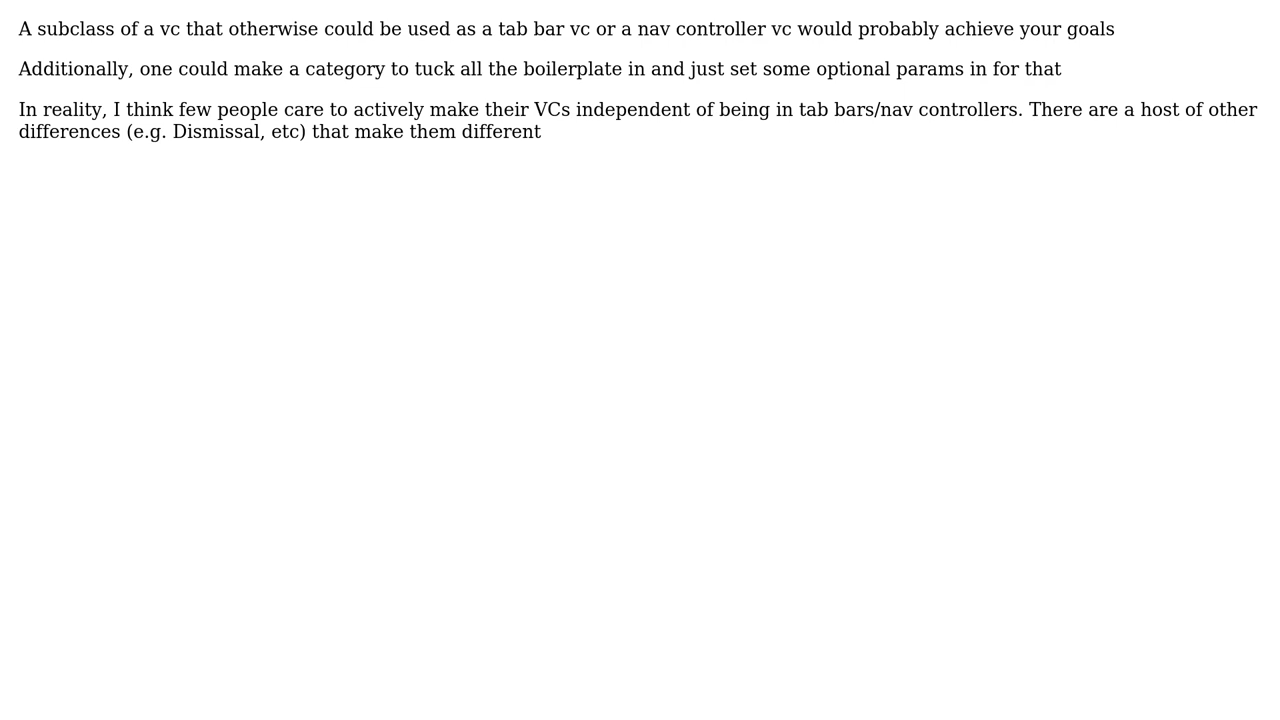 A subclass of a vc that otherwise could be used as a tab bar vc or a nav controller vc would probably achieve your goals
Additionally, one could make a category to tuck all the boilerplate in and just set some optional params in for that
In reality, I think few people care to actively make their VCs independent of being in tab bars/nav controllers. There are a host of other
differences (e.g. Dismissal, etc) that make them different